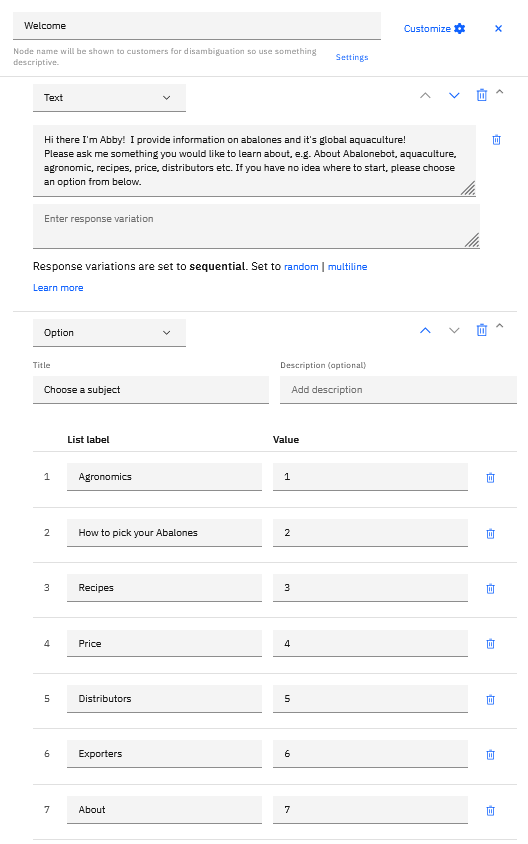 Welcome
Customize
Node name will be shown to customers for disambiguation so use something
descriptive.
Settings
Text
Hi there I'm Abby!  I provide information on abalones and it's global aquaculture!
Please ask me something you would like to learn about, e.g. About Abalonebot, aquaculture,
agronomic, recipes, price, distributors etc. If you have no idea where to start, please choose
an option from below.
Enter response variation
Response variations are set to sequential. Set to random | multiline
Learn more
Option
Title
Description (optional)
Choose a subject
Add description
List label Value
1 Agronomics 1
2 How to pick your Abalones 2
3 Recipes 3
4 Price 4
5 Distributors 5
6 Exporters 6
7 About 7